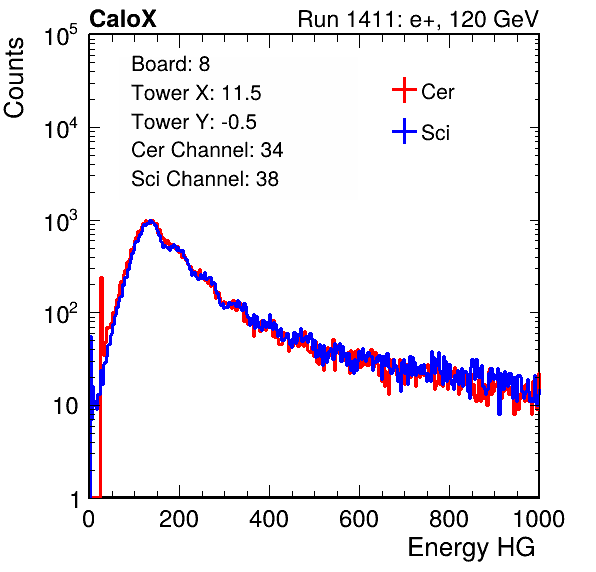 CaloX Run 1411: e+, 120 GeV
Counts
Board: 8
Tower X: 11.5
Tower Y: -0.5
Cer Channel: 34
Sci Channel: 38
Cer
Sci
10^5
10^4
10^3
10^2
10
1
0 200 400 600 800 1000
Energy HG